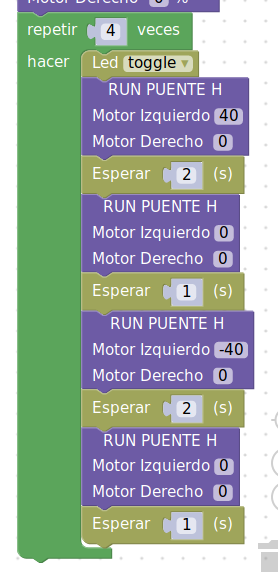 Motor Derecho 0 %
repetir 4 veces
hacer Led toggle
RUN PUENTE H
Motor Izquierdo 40
Motor Derecho 0
Esperar 2 (s)
RUN PUENTE H
Motor Izquierdo 0
Motor Derecho 0
Esperar 1 (s)
RUN PUENTE H
Motor Izquierdo -40
Motor Derecho 0
Esperar 2 (s)
RUN PUENTE H
Motor Izquierdo 0
Motor Derecho 0
Esperar 1 (s)